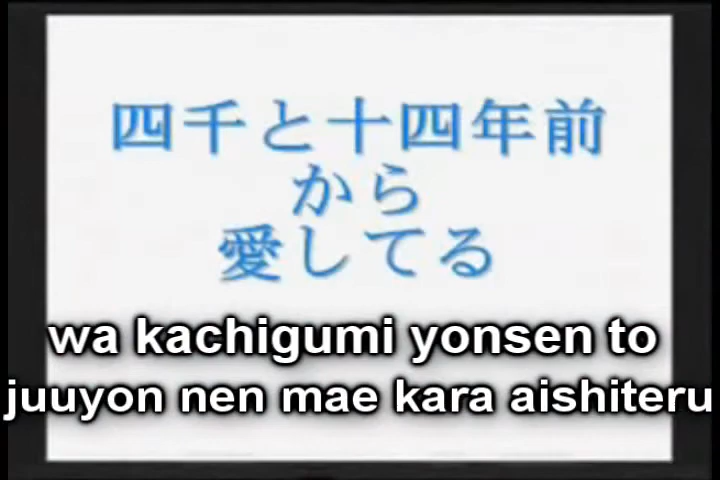 四千と十四年前
から
愛してる
wa kachigumi yonsen to
juuyon nen mae kara aishiteru